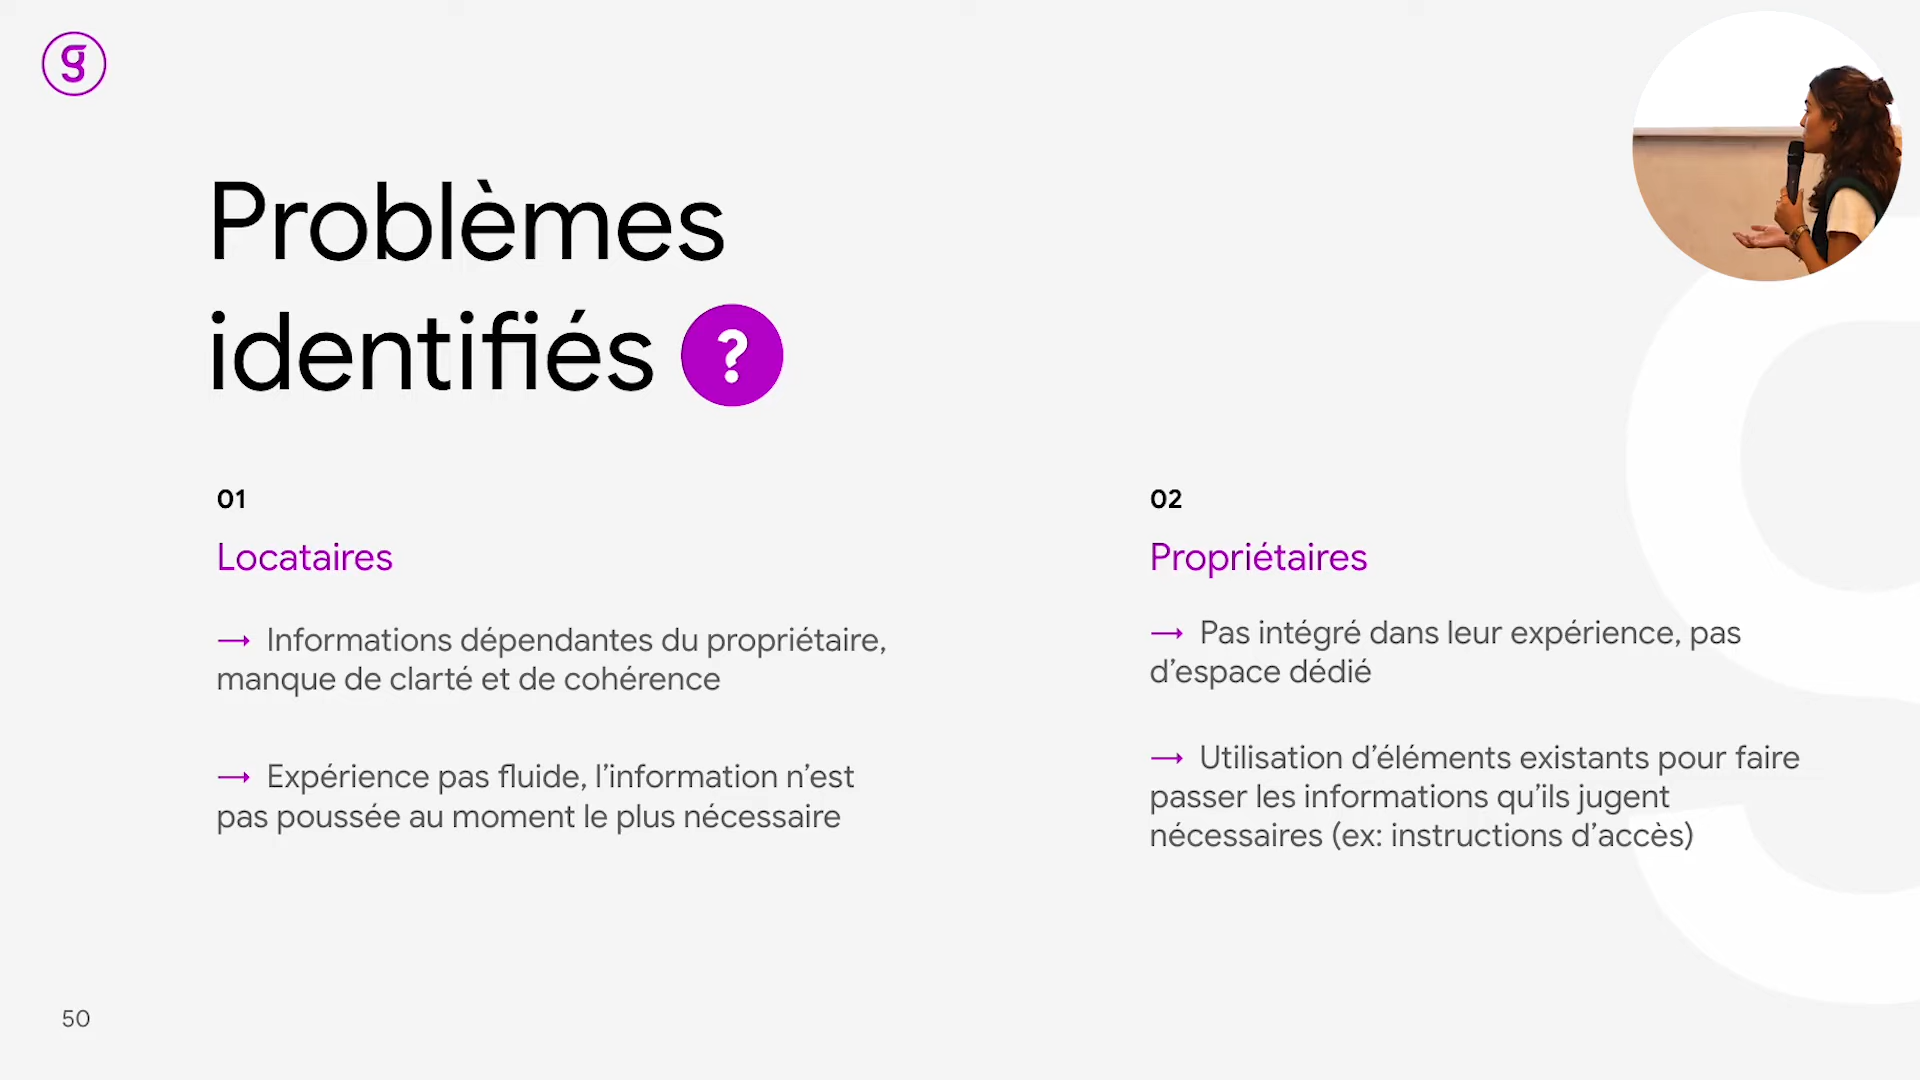 g
Problèmes
identifiés ?
01
Locataires
→ Informations dépendantes du propriétaire,
manque de clarté et de cohérence
→ Expérience pas fluide, l’information n’est
pas poussée au moment le plus nécessaire
02
Propriétaires
→ Pas intégré dans leur expérience, pas
d’espace dédié
→ Utilisation d’éléments existants pour faire
passer les informations qu’ils jugent
nécessaires (ex: instructions d’accès)
50